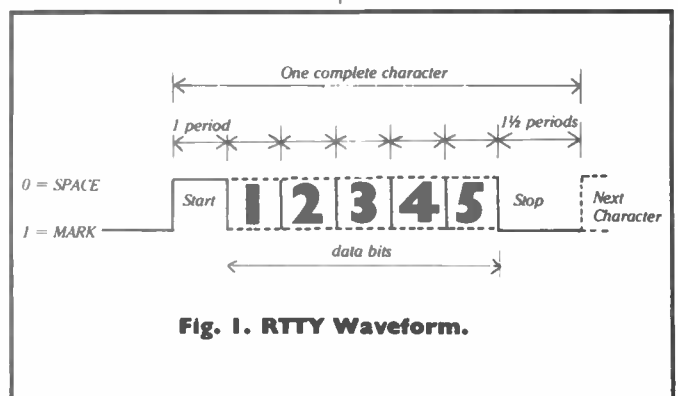 One complete character
1 period
1½ periods
0 = SPACE
1 = MARK
Start
1 2 3 4 5
Stop
Next
Character
data bits
Fig. 1. RTTY Waveform.